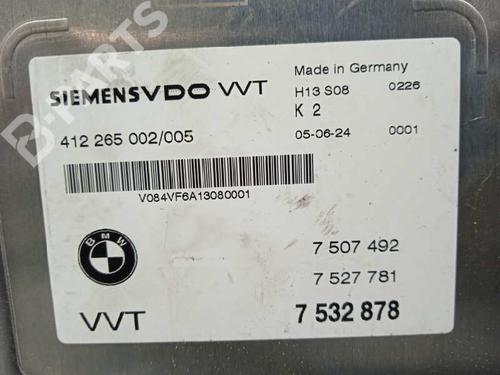 B-PARTS
SIEMENSVDO VVT
Made in Germany
H13 S08 0226
K 2
412 265 002/005
05-06-24 0001
V084VF6A13080001
BMW
7 507 492
7 527 781
VVT
7 532 878